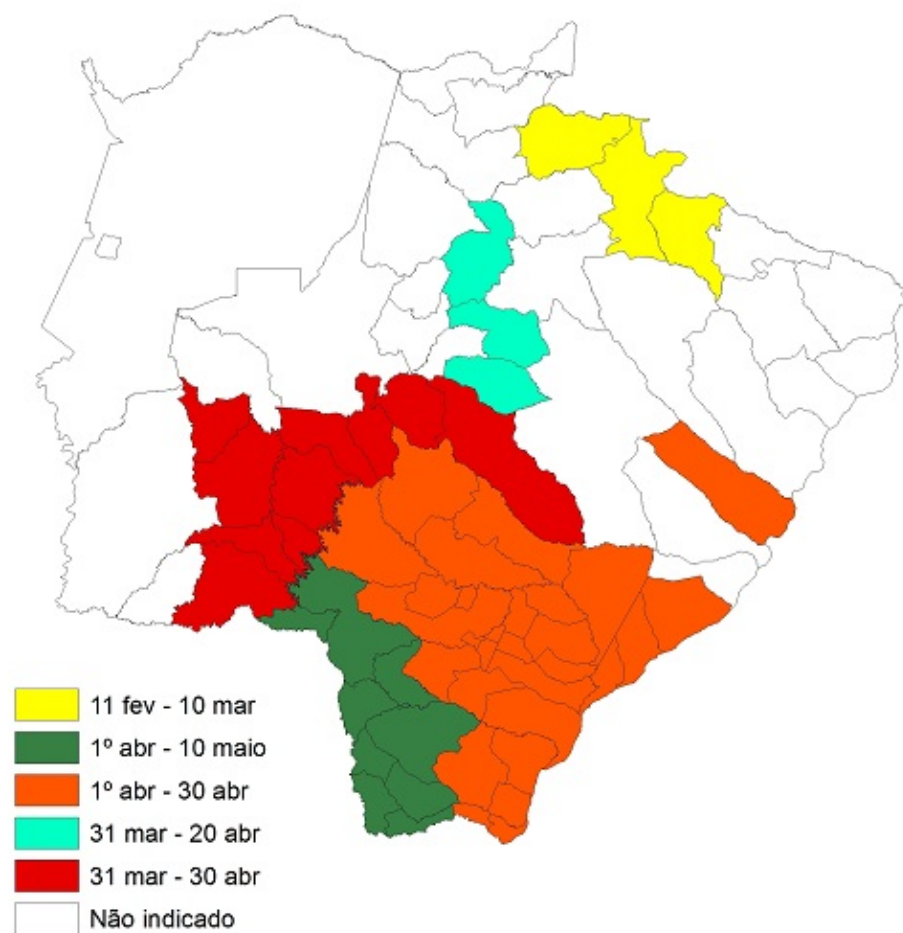 11 fev - 10 mar
1º abr - 10 maio
1º abr - 30 abr
31 mar - 20 abr
31 mar - 30 abr
Não indicado